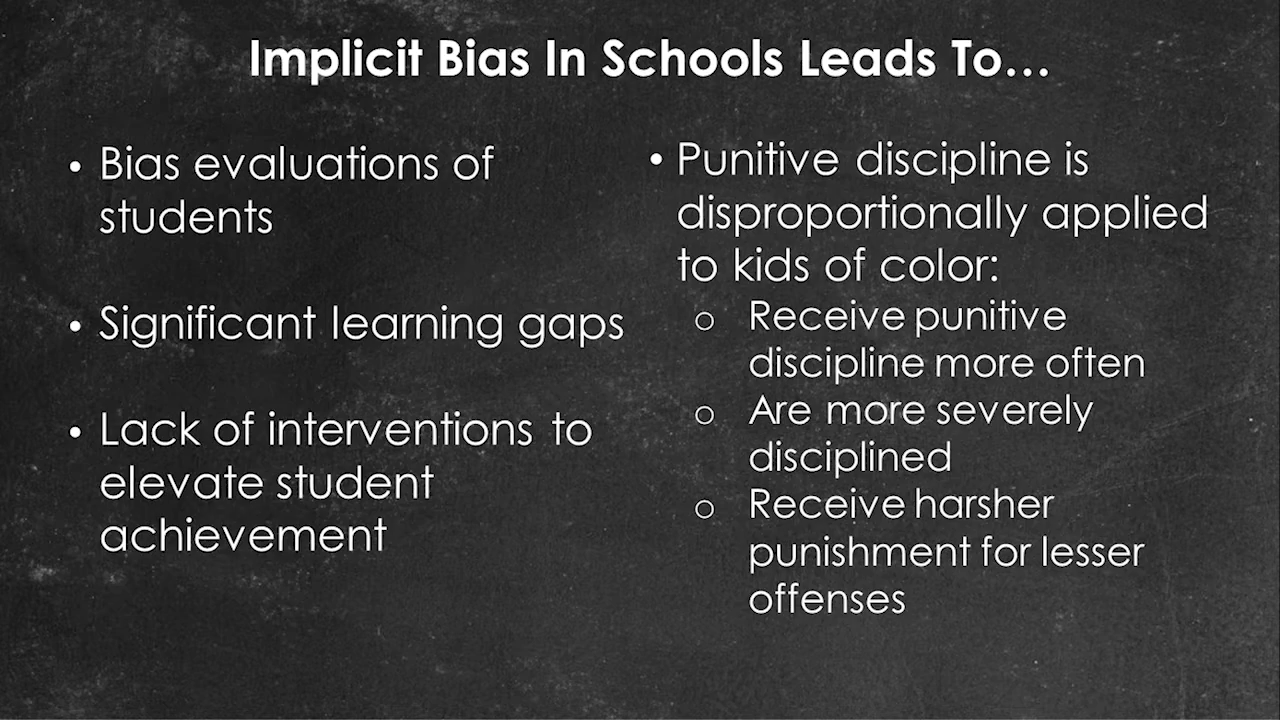 Implicit Bias In Schools Leads To...
• Bias evaluations of
students
• Significant learning gaps
• Lack of interventions to
elevate student
achievement
• Punitive discipline is
disproportionally applied
to kids of color:
o Receive punitive
discipline more often
o Are more severely
disciplined
o Receive harsher
punishment for lesser
offenses